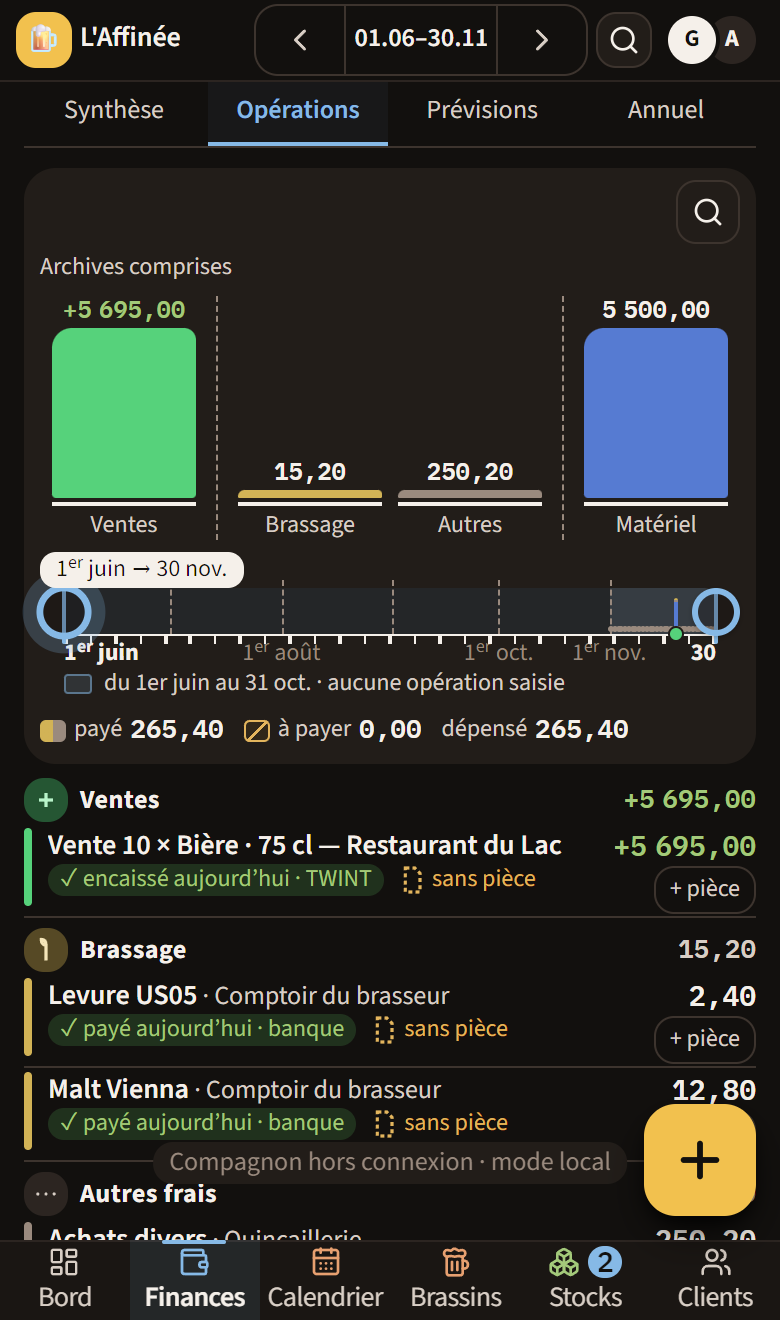 L'Affinée
01.06–30.11
G
A
Synthèse Opérations Prévisions Annuel
Archives comprises
+5 695,00
5 500,00
15,20
250,20
Ventes Brassage Autres Matériel
1er juin → 30 nov.
1er juin 1er août 1er oct. 1er nov. 30
du 1er juin au 31 oct. · aucune opération saisie
payé 265,40 à payer 0,00 dépensé 265,40
Ventes +5 695,00
Vente 10 × Bière · 75 cl — Restaurant du Lac +5 695,00
✓ encaissé aujourd’hui · TWINT sans pièce + pièce
Brassage 15,20
Levure US05 · Comptoir du brasseur 2,40
✓ payé aujourd’hui · banque sans pièce + pièce
Malt Vienna · Comptoir du brasseur 12,80
✓ payé aujourd’hui · banque sans pièce
Compagnon hors connexion · mode local
Autres frais
Achats divers · Quincaillerie 250,20
2
Bord Finances Calendrier Brassins Stocks Clients